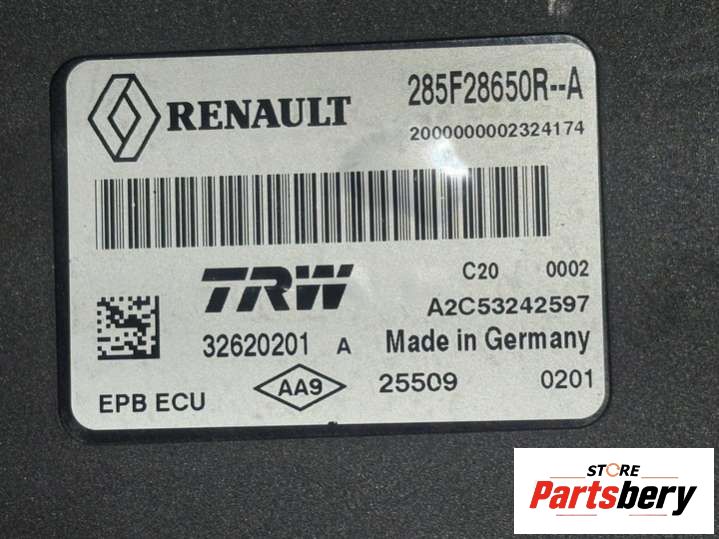 RENAULT 285F28650R--A
2000000002324174
TRW C20 0002
A2C53242597
32620201 A Made in Germany
EPB ECU AA9 25509 0201
STORE
Partsbery